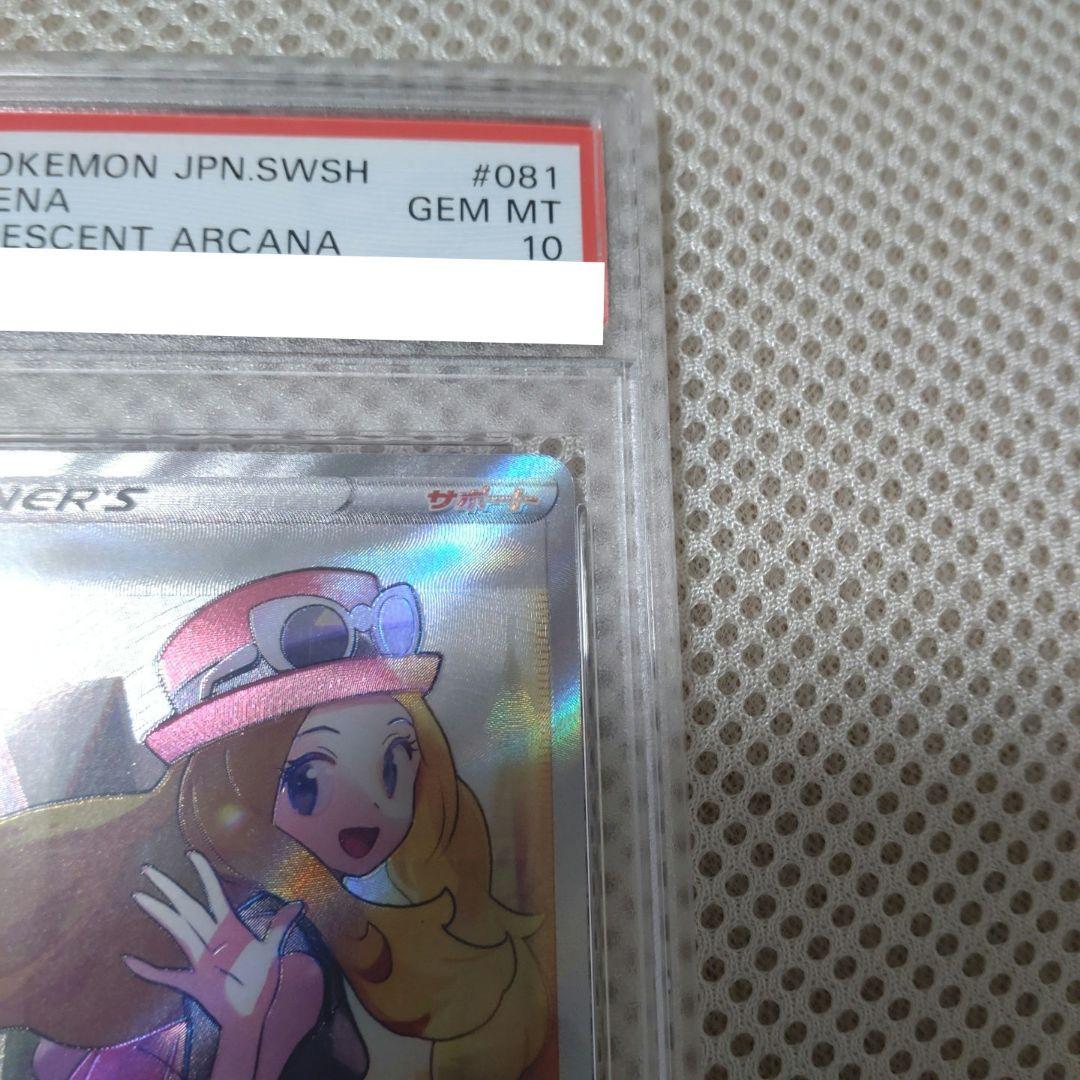 OKEMON JPN.SWSH #081
ENA GEM MT
ESCENT ARCANA 10
NER'S サポート